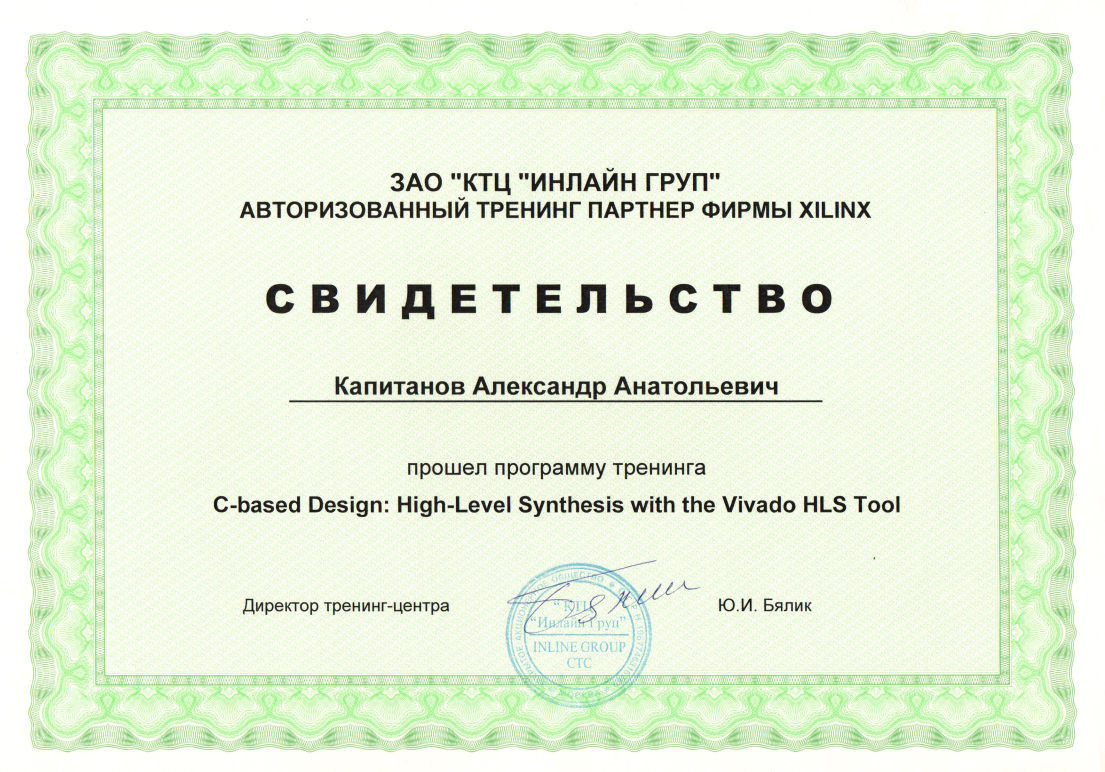 ЗАО "КТЦ "ИНЛАЙН ГРУП"
АВТОРИЗОВАННЫЙ ТРЕНИНГ ПАРТНЕР ФИРМЫ XILINX
СВИДЕТЕЛЬСТВО
Капитанов Александр Анатольевич
прошел программу тренинга
C-based Design: High-Level Synthesis with the Vivado HLS Tool
Директор тренинг-центра
Ю.И. Бялик
"КТЦ
"Инлайн Груп"
INLINE GROUP
CTC